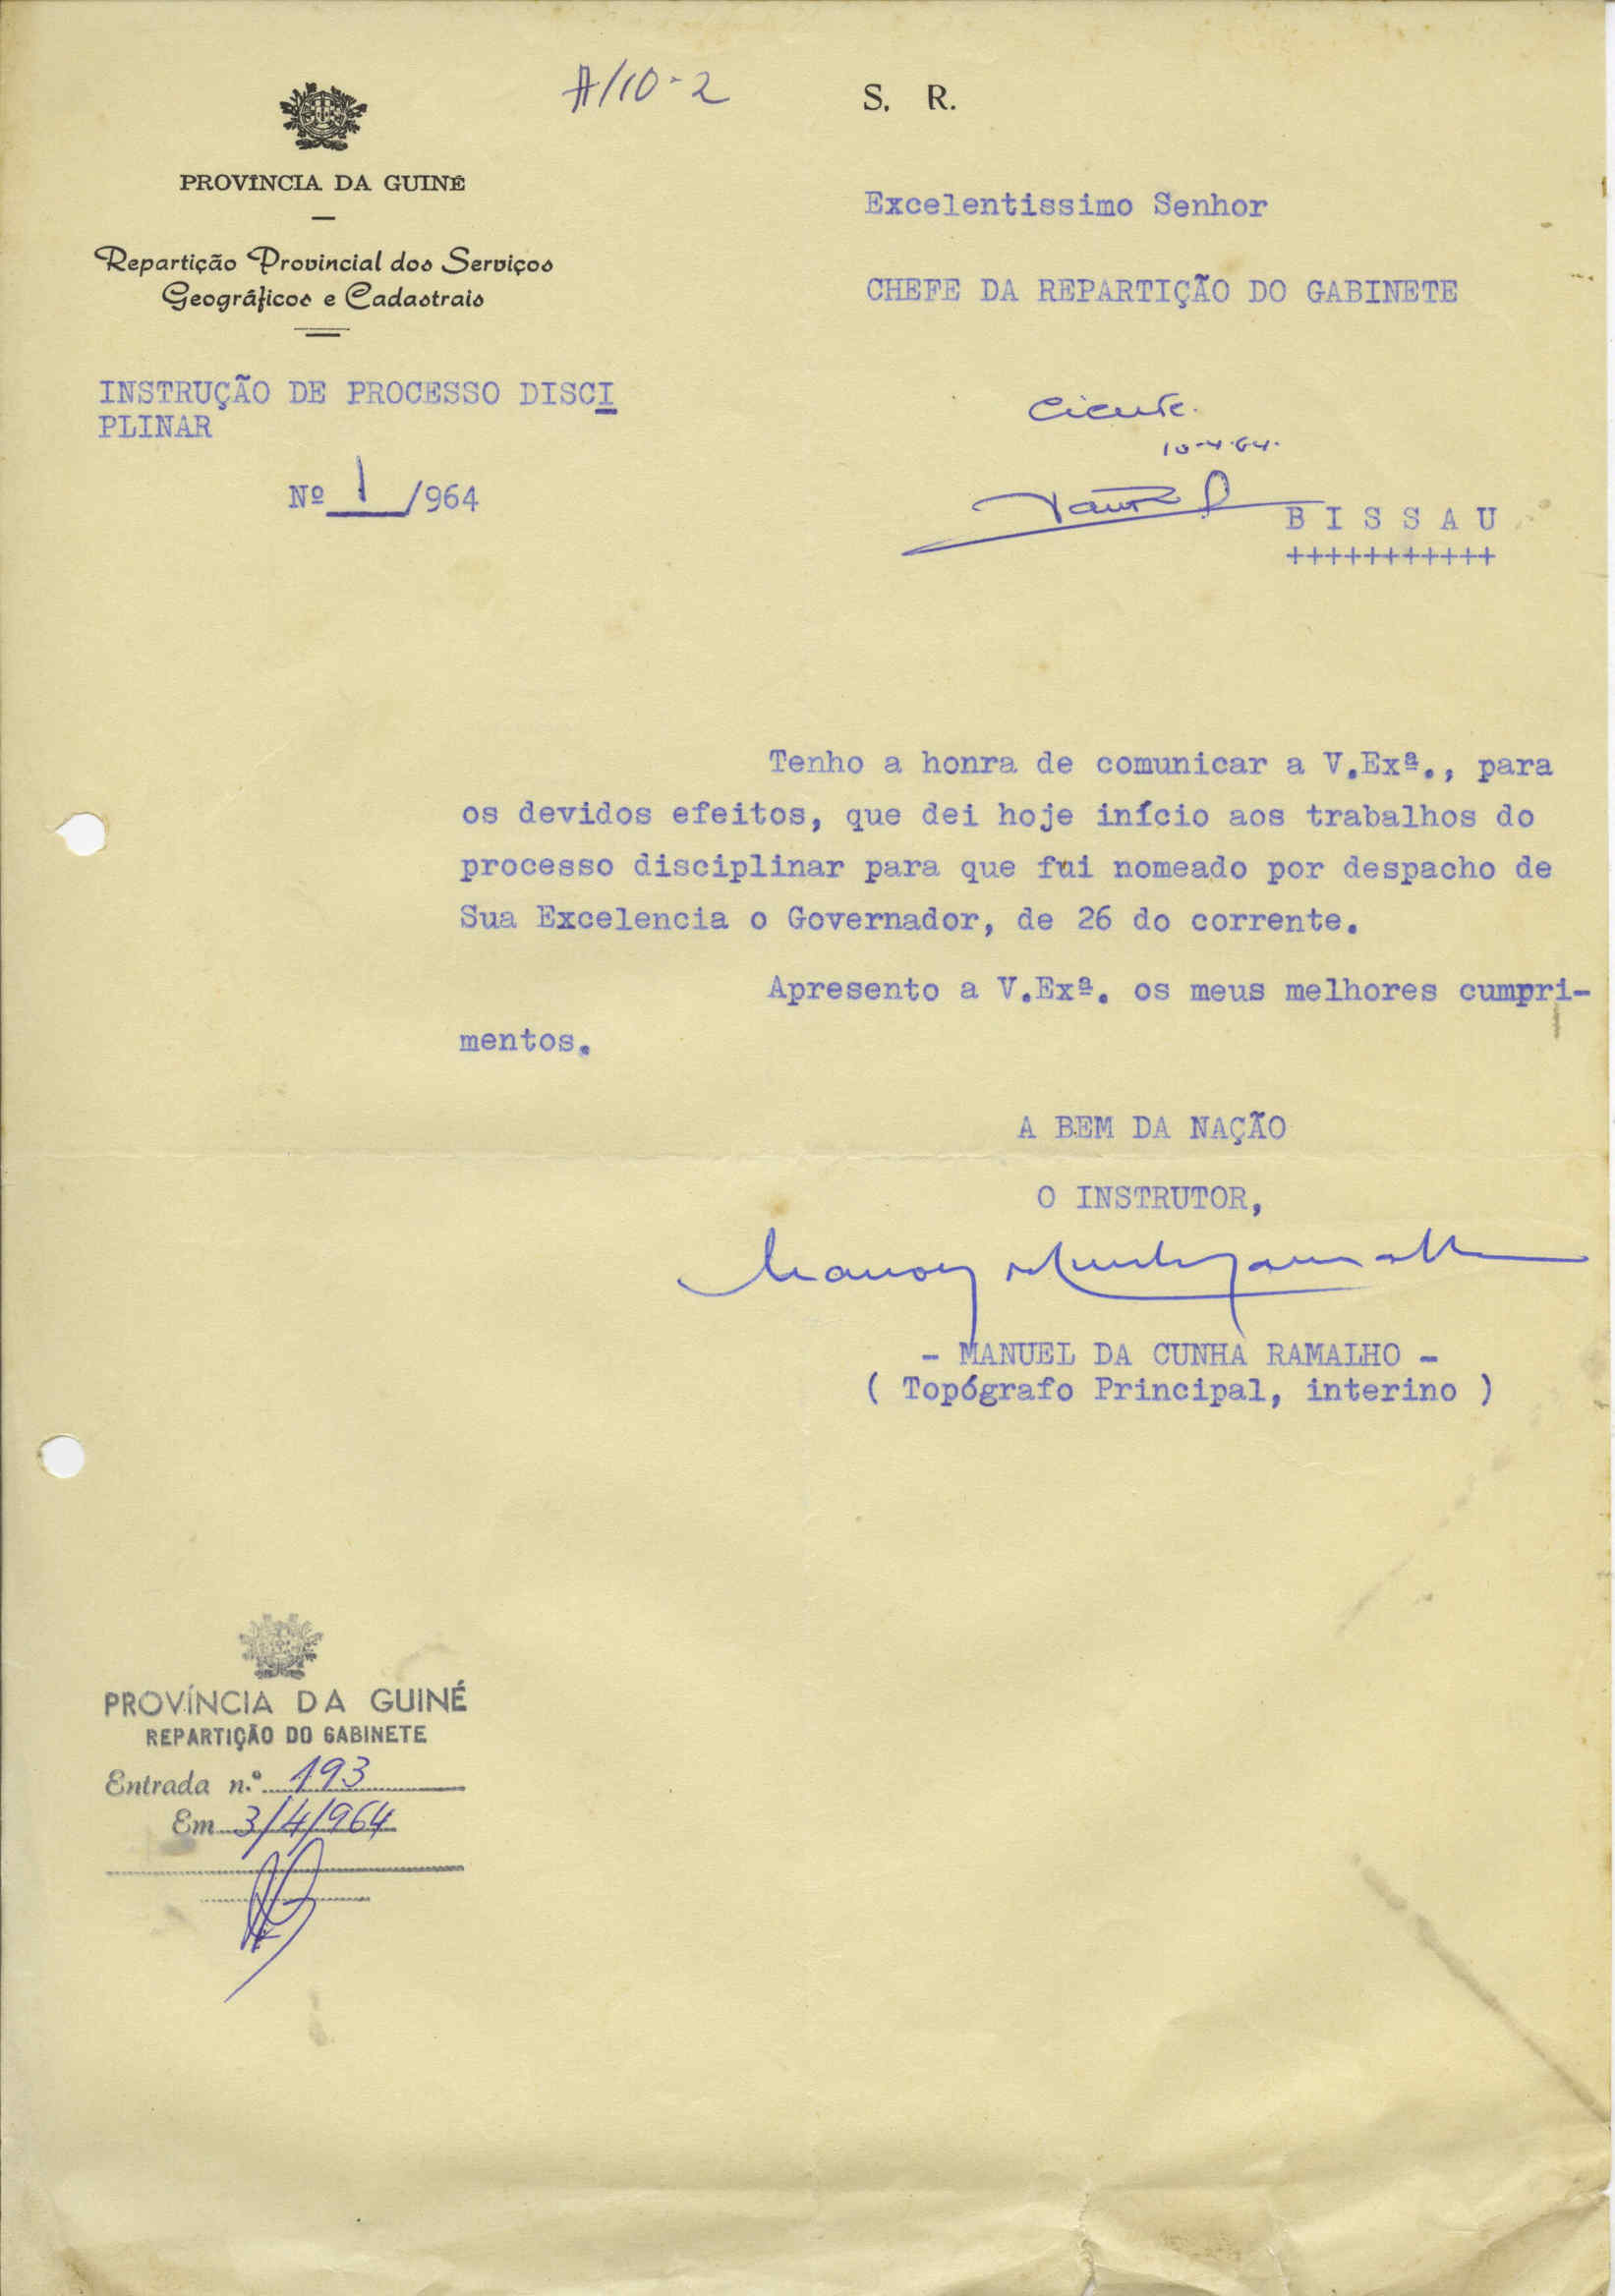 A/10-2
S. R.
PROVÍNCIA DA GUINÉ
Repartição Provincial dos Serviços
Geográficos e Cadastrais
Excelentissimo Senhor
CHEFE DA REPARTIÇÃO DO GABINETE
INSTRUÇÃO DE PROCESSO DISCI
PLINAR
Nº 1/964
Ciente.
10-4-64.
B I S S A U
+++++++++++
Tenho a honra de comunicar a V.Exª., para
os devidos efeitos, que dei hoje início aos trabalhos do
processo disciplinar para que fui nomeado por despacho de
Sua Excelencia o Governador, de 26 do corrente.
Apresento a V.Exª. os meus melhores cumpri-
mentos.
A BEM DA NAÇÃO
O INSTRUTOR,
- MANUEL DA CUNHA RAMALHO -
( Topógrafo Principal, interino )
PROVÍNCIA DA GUINÉ
REPARTIÇÃO DO GABINETE
Entrada n.º 193
Em 3/4/964